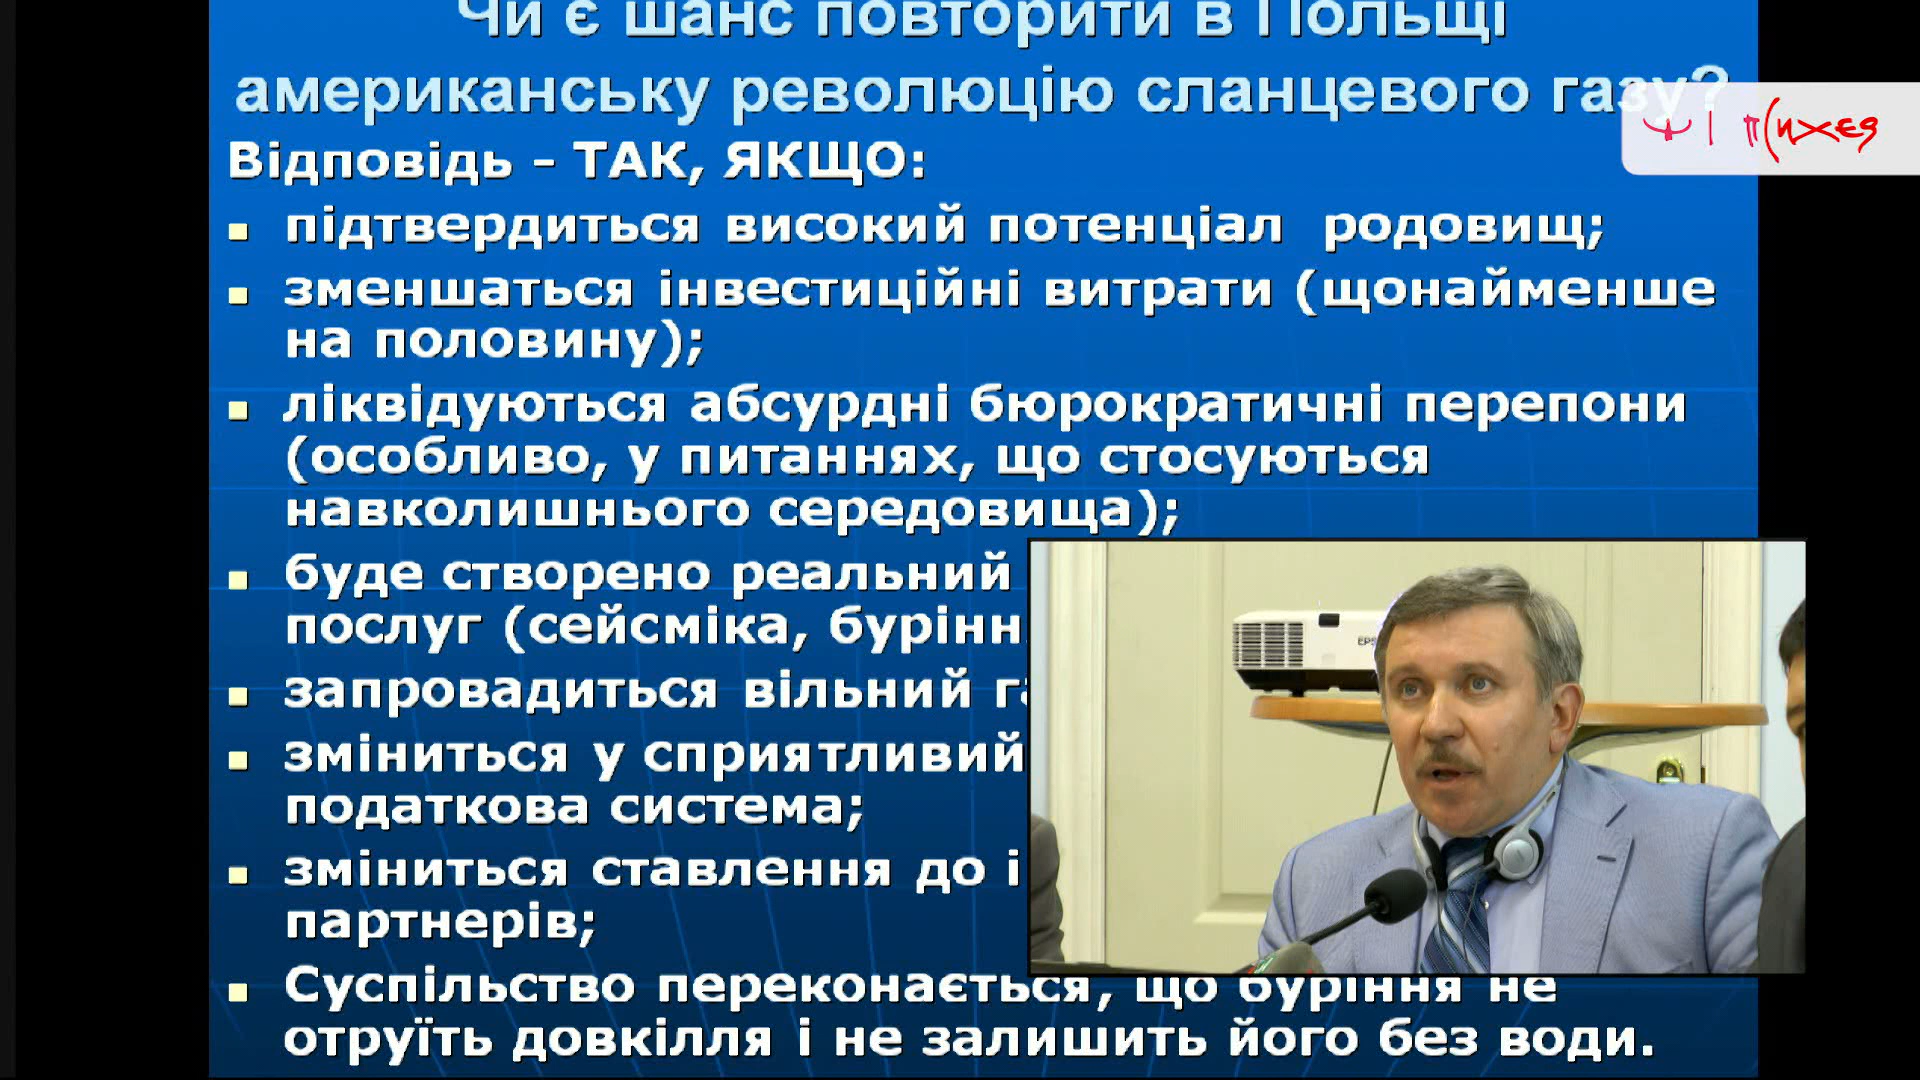 Чи є шанс повторити в Польщі
американську революцію сланцевого газу?
Відповідь – ТАК, ЯКЩО:
підтвердиться високий потенціал родовищ;
зменшаться інвестиційні витрати (щонайменше
на половину);
ліквідуються абсурдні бюрократичні перепони
(особливо, у питаннях, що стосуються
навколишнього середовища);
буде створено реальний
послуг (сейсміка,
запровадиться вільний
зміниться у сприятливий
податкова система;
зміниться ставлення до
партнерів;
Суспільство переконається, що буріння не
отруїть довкілля і не залишить його без води.